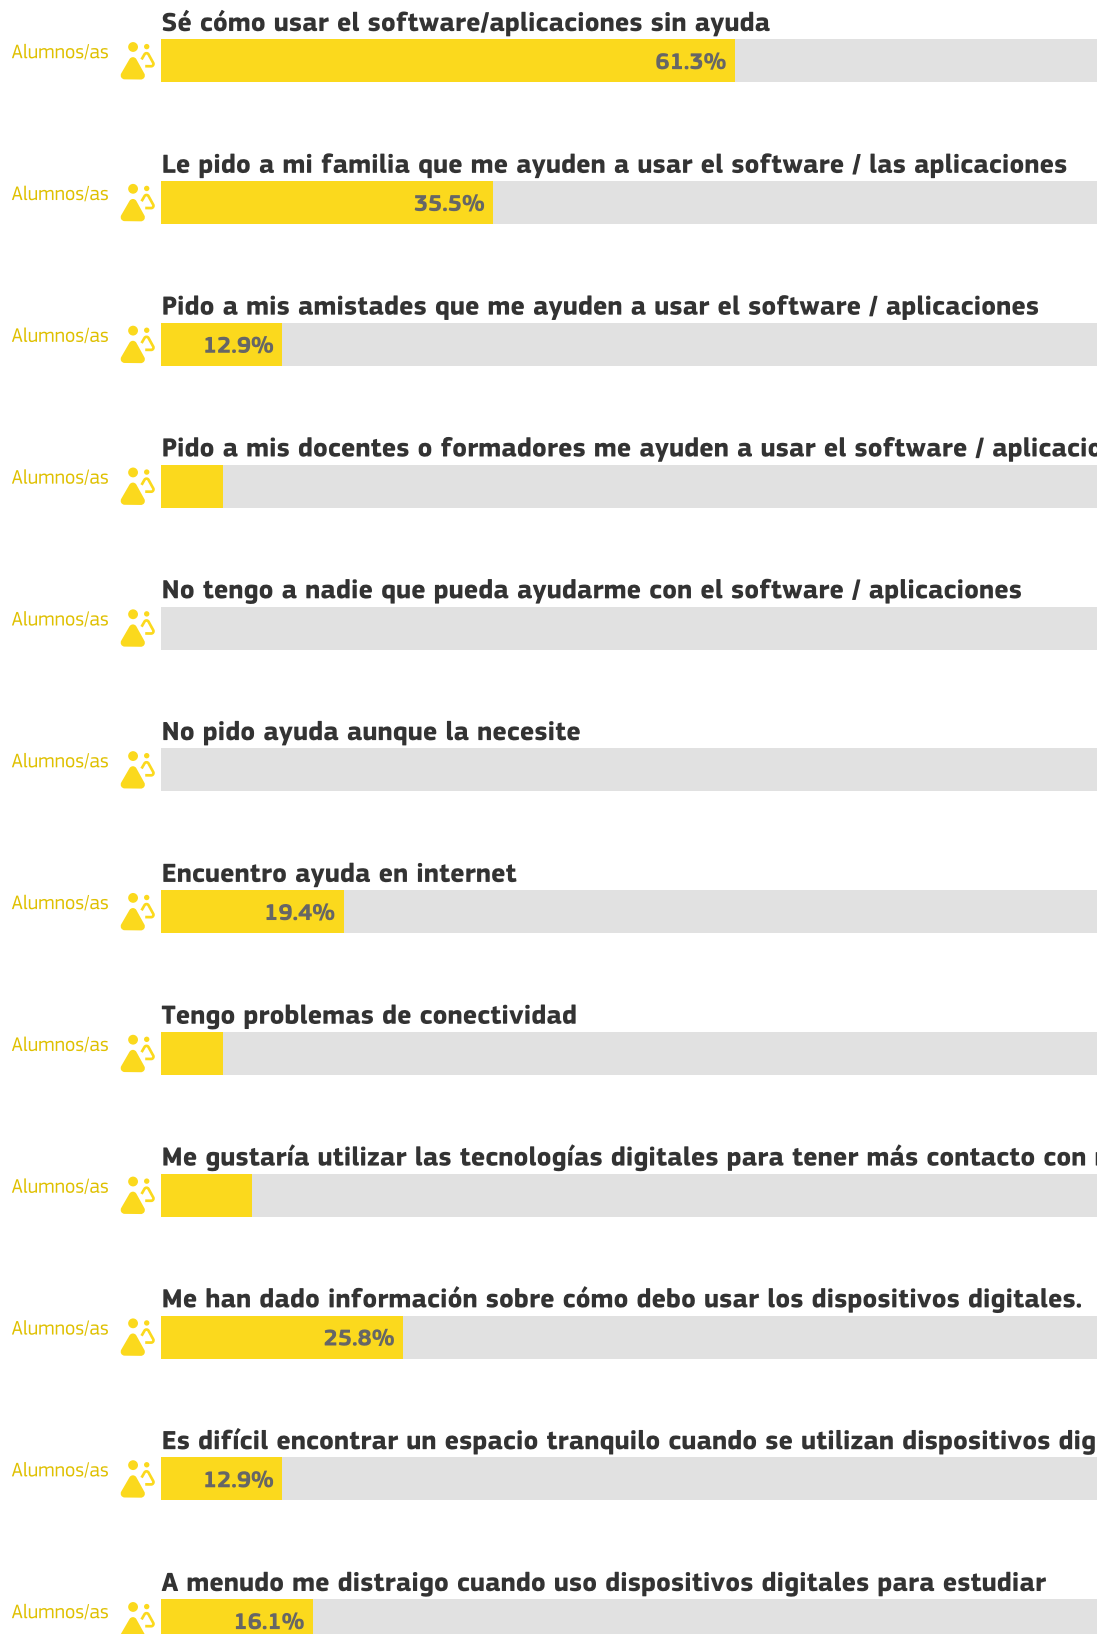 Sé cómo usar el software/aplicaciones sin ayuda
Alumnos/as
61.3%
Le pido a mi familia que me ayuden a usar el software / las aplicaciones
Alumnos/as
35.5%
Pido a mis amistades que me ayuden a usar el software / aplicaciones
Alumnos/as
12.9%
Pido a mis docentes o formadores me ayuden a usar el software / aplicacio
Alumnos/as
No tengo a nadie que pueda ayudarme con el software / aplicaciones
Alumnos/as
No pido ayuda aunque la necesite
Alumnos/as
Encuentro ayuda en internet
Alumnos/as
19.4%
Tengo problemas de conectividad
Alumnos/as
Me gustaría utilizar las tecnologías digitales para tener más contacto con
Alumnos/as
Me han dado información sobre cómo debo usar los dispositivos digitales.
Alumnos/as
25.8%
Es difícil encontrar un espacio tranquilo cuando se utilizan dispositivos dig
Alumnos/as
12.9%
A menudo me distraigo cuando uso dispositivos digitales para estudiar
Alumnos/as
16.1%